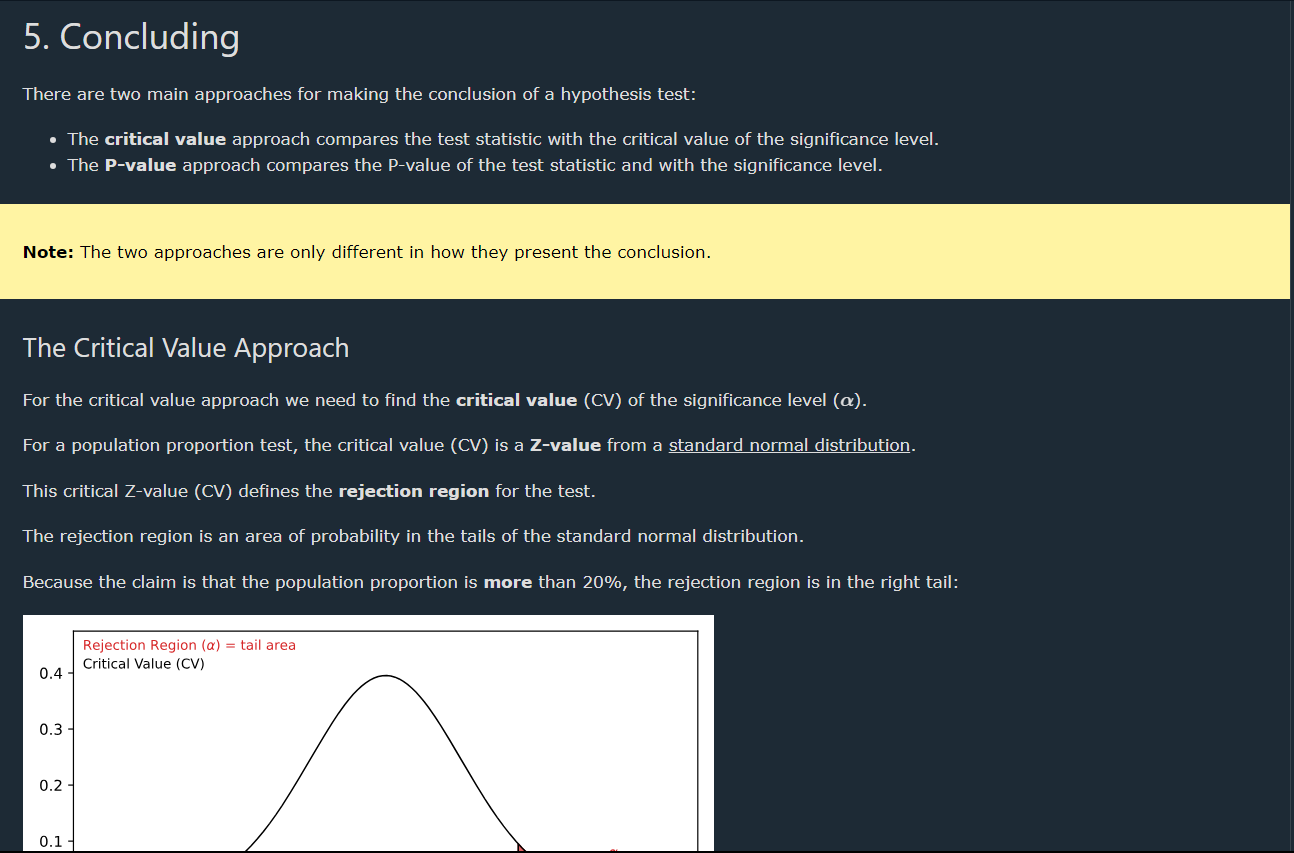 5. Concluding
There are two main approaches for making the conclusion of a hypothesis test:
• The critical value approach compares the test statistic with the critical value of the significance level.
• The P-value approach compares the P-value of the test statistic and with the significance level.
Note: The two approaches are only different in how they present the conclusion.
The Critical Value Approach
For the critical value approach we need to find the critical value (CV) of the significance level (α).
For a population proportion test, the critical value (CV) is a Z-value from a standard normal distribution.
This critical Z-value (CV) defines the rejection region for the test.
The rejection region is an area of probability in the tails of the standard normal distribution.
Because the claim is that the population proportion is more than 20%, the rejection region is in the right tail:
Rejection Region (α) = tail area
Critical Value (CV)
0.4
0.3
0.2
0.1